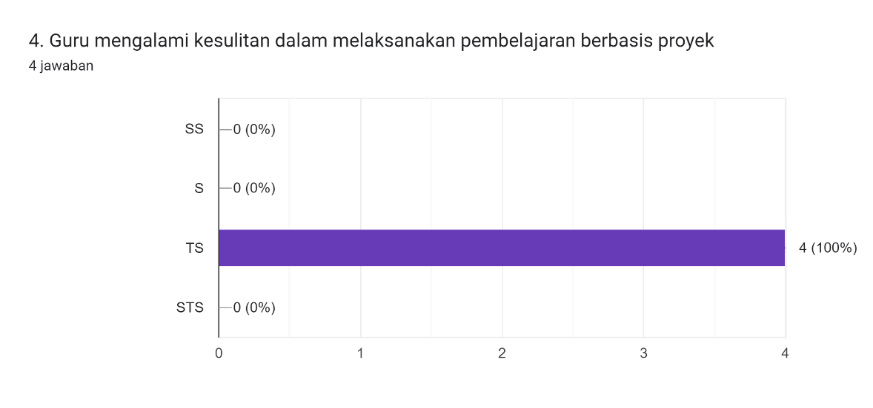 4. Guru mengalami kesulitan dalam melaksanakan pembelajaran berbasis proyek
4 jawaban
SS 0 (0%)
S 0 (0%)
TS 4 (100%)
STS 0 (0%)
0 1 2 3 4